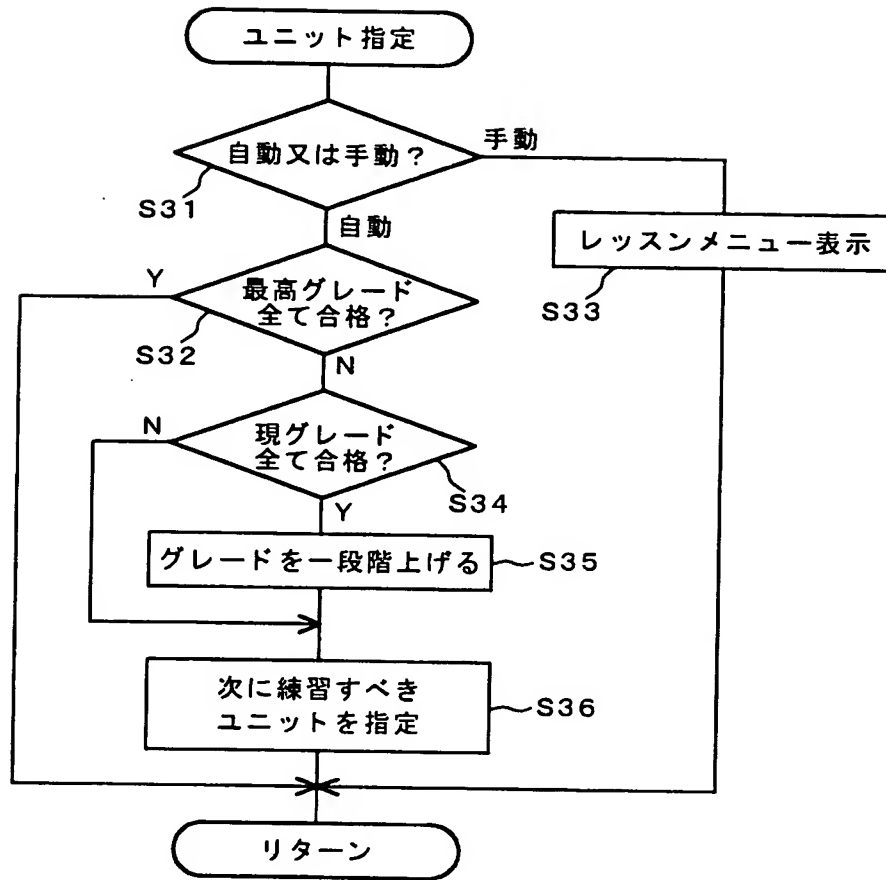 ユニット指定
自動又は手動?
手動
S31
自動
レッスンメニュー表示
S33
Y
最高グレード
全て合格?
S32
N
N
現グレード
全て合格?
S34
Y
グレードを一段階上げる
S35
次に練習すべき
ユニットを指定
S36
リターン